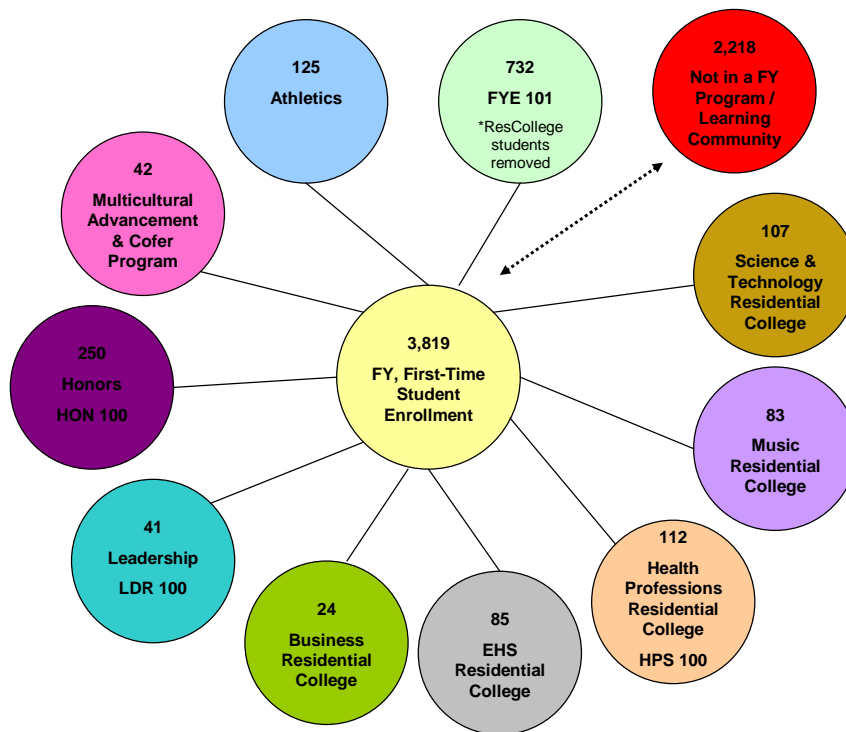 125
Athletics
732
FYE 101
*ResCollege
students
removed
2,218
Not in a FY
Program /
Learning
Community
42
Multicultural
Advancement
& Cofer
Program
107
Science &
Technology
Residential
College
3,819
FY, First-Time
Student
Enrollment
250
Honors
HON 100
83
Music
Residential
College
41
Leadership
LDR 100
24
Business
Residential
College
85
EHS
Residential
College
112
Health
Professions
Residential
College
HPS 100